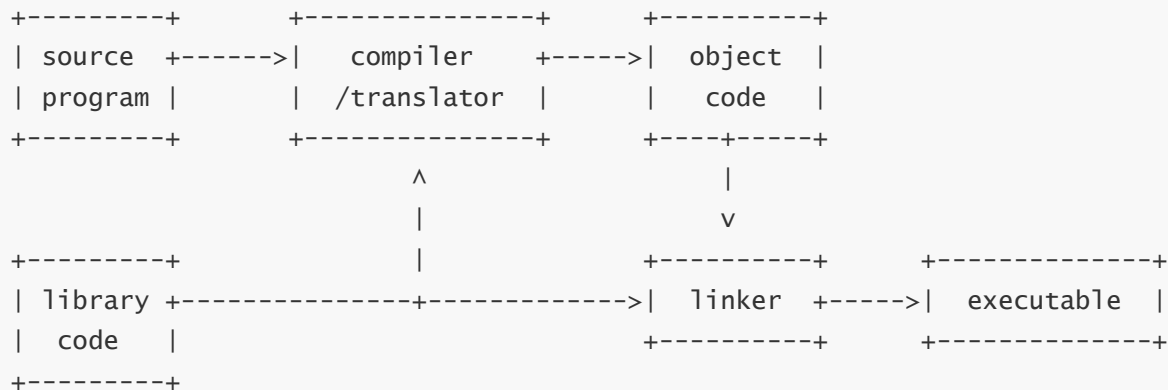 source compiler object
program /translator code
library linker executable
code